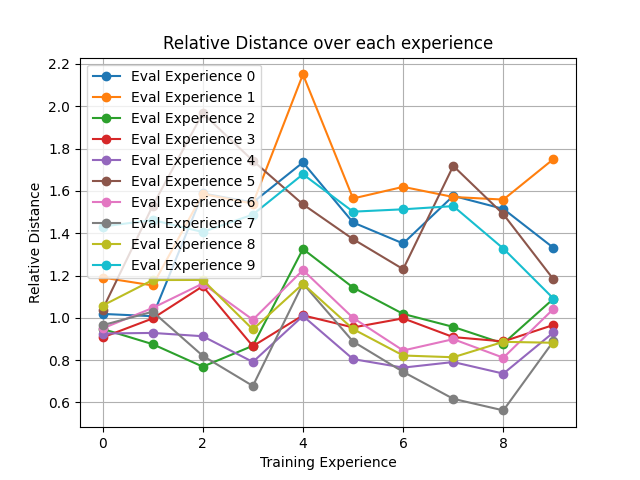 Relative Distance over each experience
Relative Distance
2.2
2.0
1.8
1.6
1.4
1.2
1.0
0.8
0.6
Eval Experience 0
Eval Experience 1
Eval Experience 2
Eval Experience 3
Eval Experience 4
Eval Experience 5
Eval Experience 6
Eval Experience 7
Eval Experience 8
Eval Experience 9
0 2 4 6 8
Training Experience